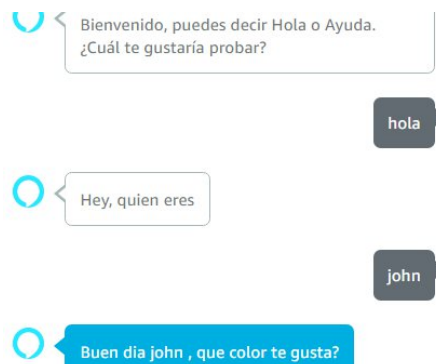 Bienvenido, puedes decir Hola o Ayuda.
¿Cuál te gustaría probar?
hola
Hey, quien eres
john
Buen dia john , que color te gusta?